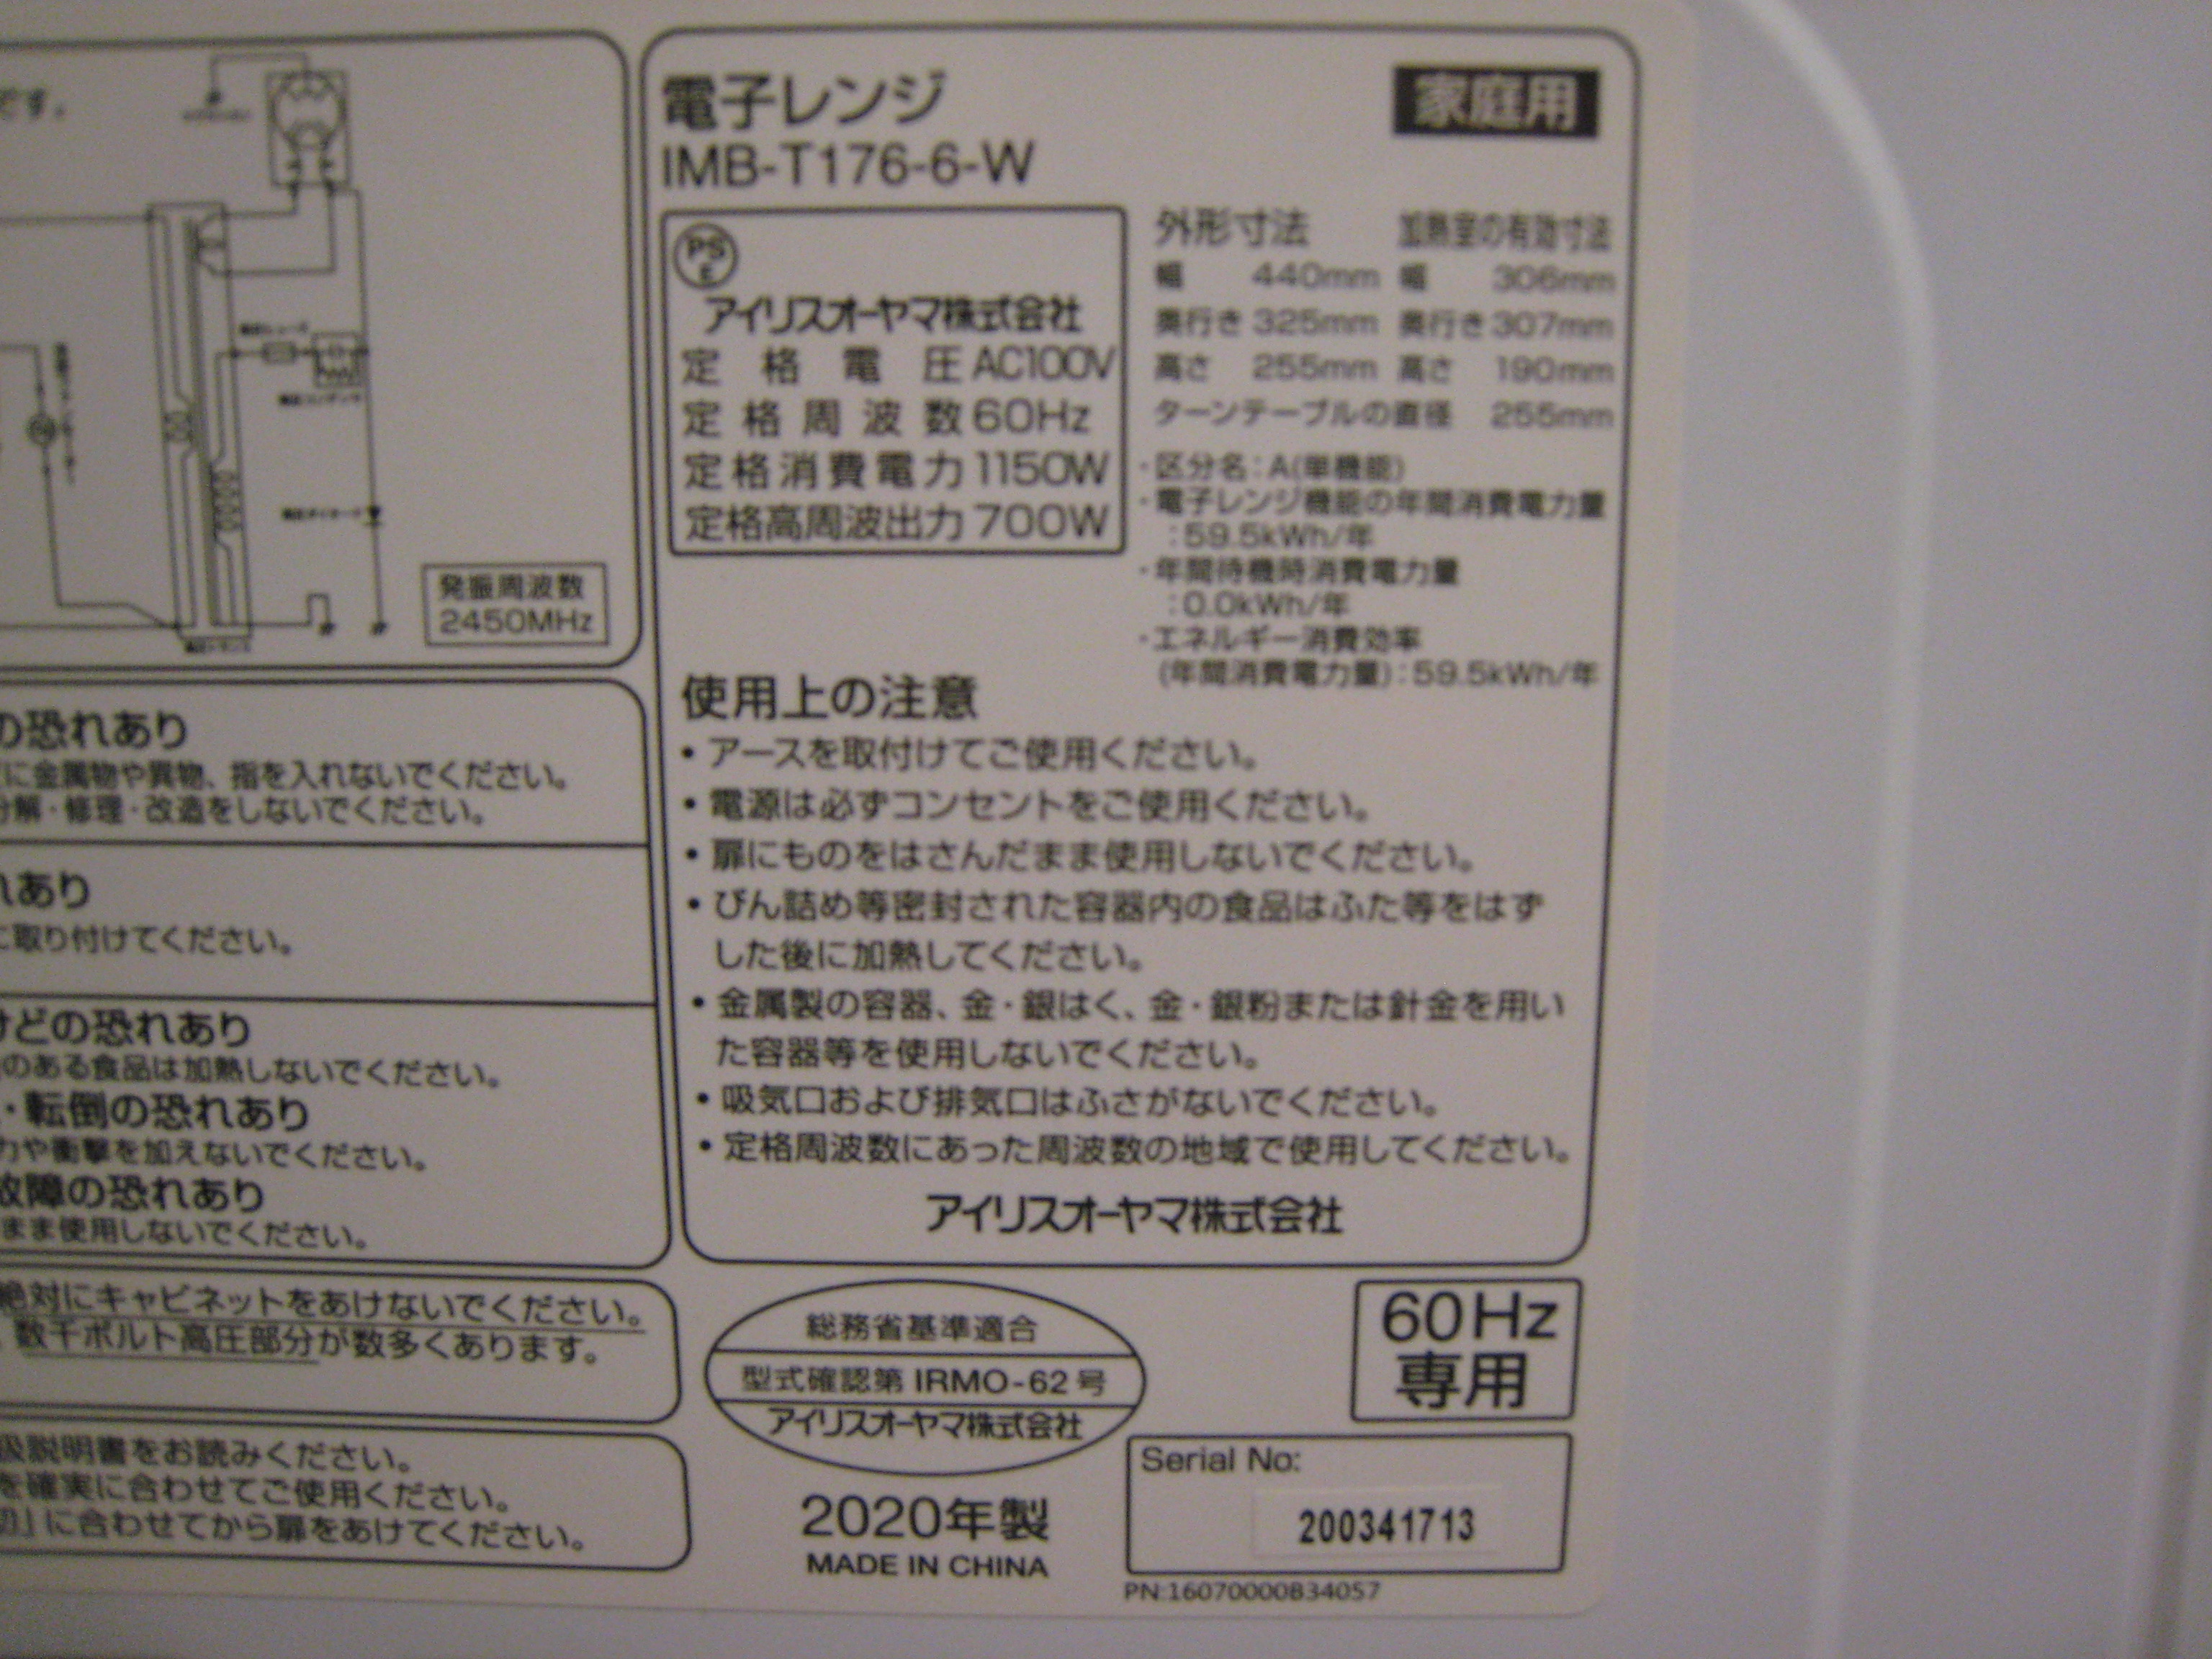 です。
発振周波数
2450MHz
の恐れあり
に金属物や異物、指を入れないでください。
分解・修理・改造をしないでください。
れあり
に取り付けてください。
けどの恐れあり
のある食品は加熱しないでください。
・転倒の恐れあり
力や衝撃を加えないでください。
故障の恐れあり
まま使用しないでください。
絶対にキャビネットをあけないでください。
数千ボルト高圧部分が数多くあります。
扱説明書をお読みください。
を確実に合わせてご使用ください。
切」に合わせてから扉をあけてください。
電子レンジ
家庭用
IMB-T176-6-W
PS
E
アイリスオーヤマ株式会社
定格電圧 AC100V
定格周波数 60Hz
定格消費電力 1150W
定格高周波出力 700W
外形寸法 加熱室の有効寸法
幅 440mm 幅 306mm
奥行き 325mm 奥行き 307mm
高さ 255mm 高さ 190mm
ターンテーブルの直径 255mm
・区分名：A(単機能)
・電子レンジ機能の年間消費電力量
：59.5kWh/年
・年間待機時消費電力量
：0.0kWh/年
・エネルギー消費効率
(年間消費電力量)：59.5kWh/年
使用上の注意
・アースを取付けてご使用ください。
・電源は必ずコンセントをご使用ください。
・扉にものをはさんだまま使用しないでください。
・びん詰め等密封された容器内の食品はふた等をはず
した後に加熱してください。
・金属製の容器、金・銀はく、金・銀粉または針金を用い
た容器等を使用しないでください。
・吸気口および排気口はふさがないでください。
・定格周波数にあった周波数の地域で使用してください。
アイリスオーヤマ株式会社
総務省基準適合
型式確認第 IRMO-62 号
アイリスオーヤマ株式会社
60Hz
専用
2020年製
MADE IN CHINA
Serial No:
200341713
PN:16070000B34057